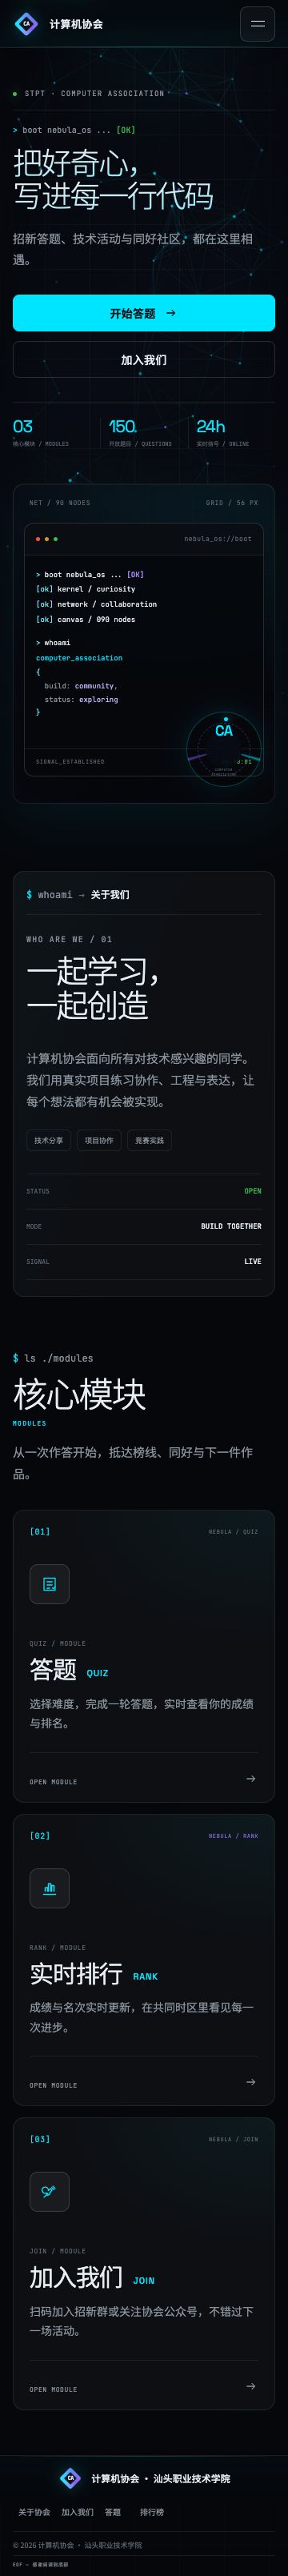 CA 计算机协会
STPT · COMPUTER ASSOCIATION
> boot nebula_os ... [OK]
把好奇心，
写进每一行代码
招新答题、技术活动与同好社区，都在这里相
遇。
开始答题 →
加入我们
03
核心模块 / MODULES
150
开放题目 / QUESTIONS
24h
实时信号 / ONLINE
NET / 90 NODES
GRID / 56 PX
nebula_os://boot
> boot nebula_os ... [OK]
[ok] kernel / curiosity
[ok] network / collaboration
[ok] canvas / 090 nodes
> whoami
computer_association
{
build: community,
status: exploring
}
CA
COMPUTER
ASSOCIATION
SIGNAL_ESTABLISHED
$ whoami → 关于我们
WHO ARE WE / 01
一起学习，
一起创造
计算机协会面向所有对技术感兴趣的同学。
我们用真实项目练习协作、工程与表达，让
每个想法都有机会被实现。
技术分享
项目协作
竞赛实践
STATUS
OPEN
MODE
BUILD TOGETHER
SIGNAL
LIVE
$ ls ./modules
核心模块
MODULES
从一次作答开始，抵达榜线、同好与下一件作
品。
[01]
NEBULA / QUIZ
QUIZ / MODULE
答题 QUIZ
选择难度，完成一轮答题，实时查看你的成绩
与排名。
OPEN MODULE →
[02]
NEBULA / RANK
RANK / MODULE
实时排行 RANK
成绩与名次实时更新，在共同时区里看见每一
次进步。
OPEN MODULE →
[03]
NEBULA / JOIN
JOIN / MODULE
加入我们 JOIN
扫码加入招新群或关注协会公众号，不错过下
一场活动。
OPEN MODULE →
CA 计算机协会 · 汕头职业技术学院
关于协会 加入我们 答题 排行榜
© 2026 计算机协会 · 汕头职业技术学院